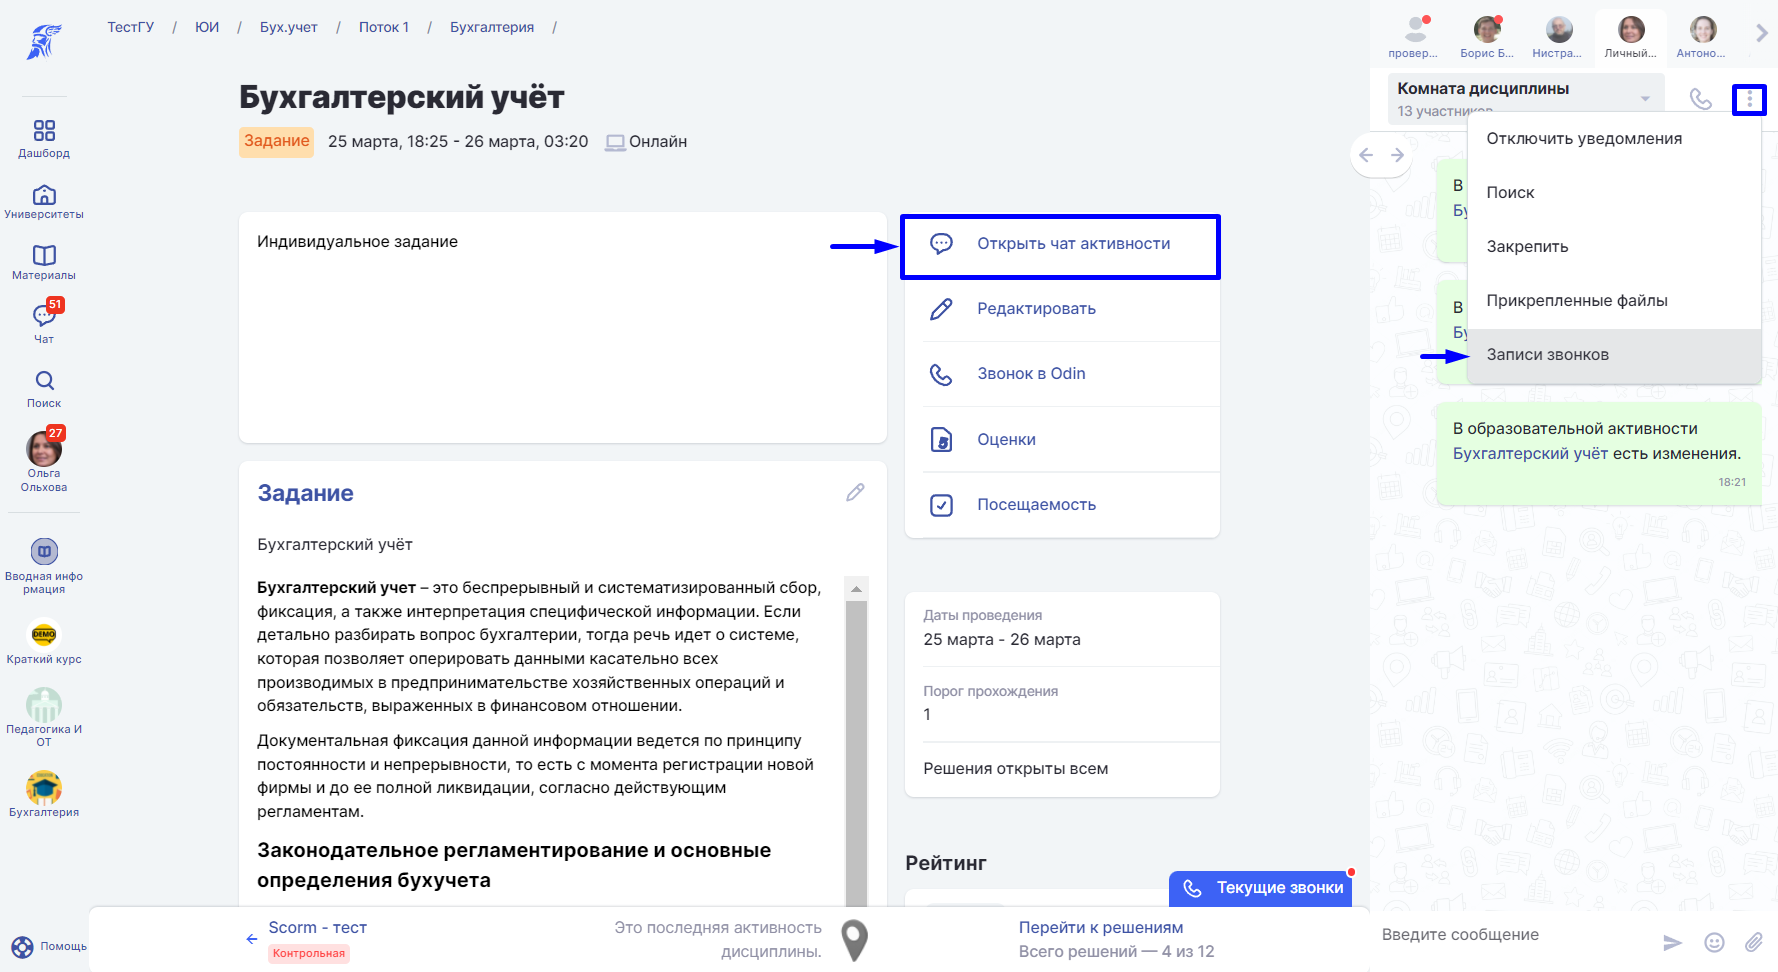 ТестГУ / ЮИ / Бух.учет / Поток 1 / Бухгалтерия /
Дашборд
Университеты
Материалы
51
Чат
Поиск
27
Ольга
Ольхова
Вводная инфо
рмация
DEMO
Краткий курс
Педагогика И
ОТ
Бухгалтерия
Помощь
Бухгалтерский учёт
Задание 25 марта, 18:25 - 26 марта, 03:20 Онлайн
Индивидуальное задание
Задание
Бухгалтерский учёт
Бухгалтерский учет – это беспрерывный и систематизированный сбор,
фиксация, а также интерпретация специфической информации. Если
детально разбирать вопрос бухгалтерии, тогда речь идет о системе,
которая позволяет оперировать данными касательно всех
производимых в предпринимательстве хозяйственных операций и
обязательств, выраженных в финансовом отношении.
Документальная фиксация данной информации ведется по принципу
постоянности и непрерывности, то есть с момента регистрации новой
фирмы и до ее полной ликвидации, согласно действующим
регламентам.
Законодательное регламентирование и основные
определения бухучета
Открыть чат активности
Редактировать
Звонок в Odin
Оценки
Посещаемость
Даты проведения
25 марта - 26 марта
Порог прохождения
1
Решения открыты всем
Рейтинг
Текущие звонки
Scorm - тест
Контрольная
Это последняя активность
дисциплины.
Перейти к решениям
Всего решений — 4 из 12
провер... Борис Б... Нистра... Личный... Антоно...
Комната дисциплины
13 участников
Отключить уведомления
Поиск
Закрепить
Прикрепленные файлы
Записи звонков
В
Бу
В
Бу
В образовательной активности
Бухгалтерский учёт есть изменения.
18:21
Введите сообщение